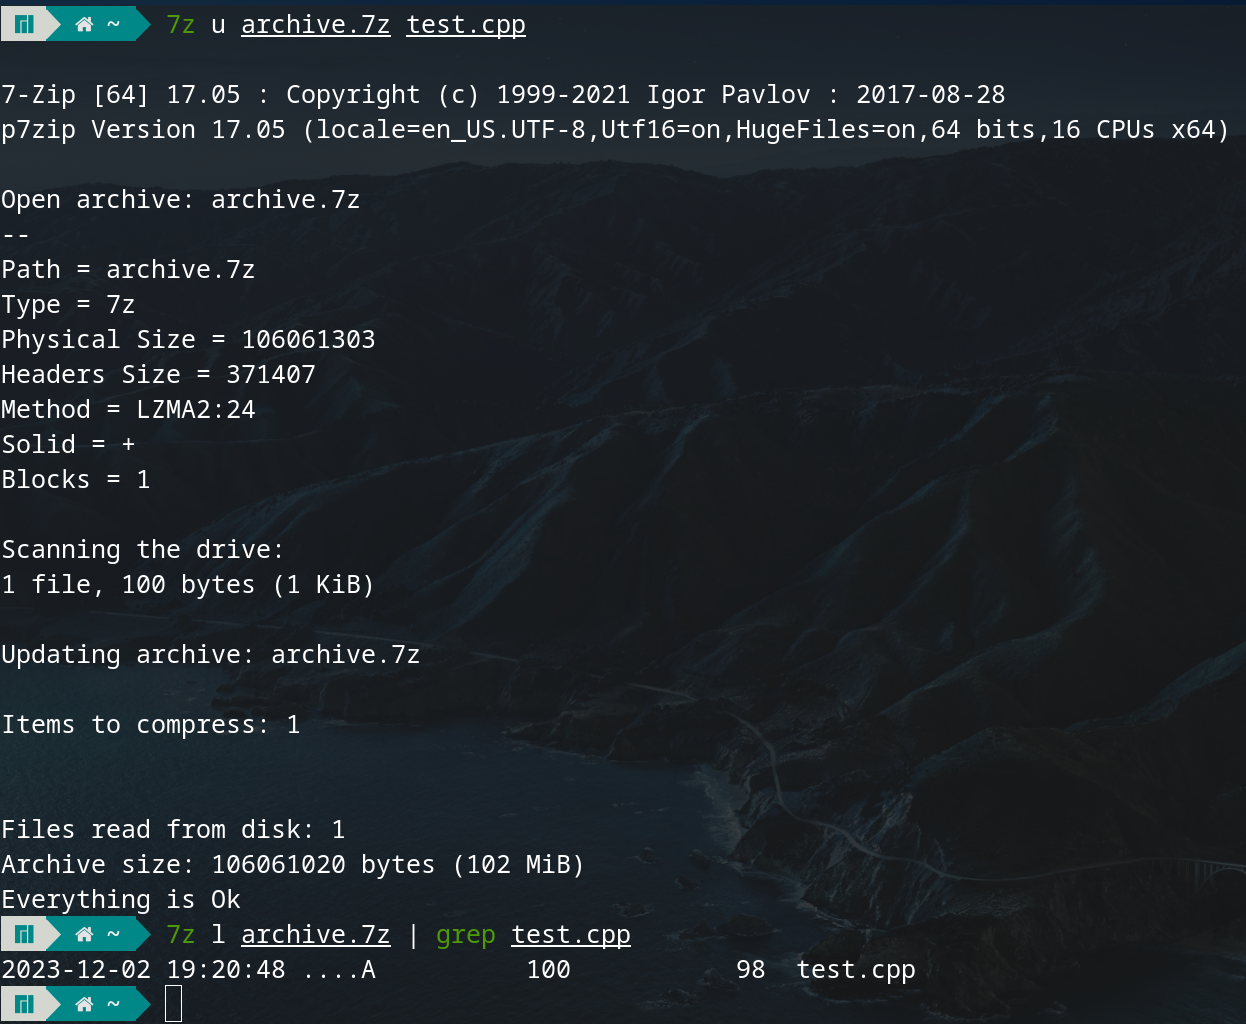 ~ 7z u archive.7z test.cpp
7-Zip [64] 17.05 : Copyright (c) 1999-2021 Igor Pavlov : 2017-08-28
p7zip Version 17.05 (locale=en_US.UTF-8,Utf16=on,HugeFiles=on,64 bits,16 CPUs x64)
Open archive: archive.7z
--
Path = archive.7z
Type = 7z
Physical Size = 106061303
Headers Size = 371407
Method = LZMA2:24
Solid = +
Blocks = 1
Scanning the drive:
1 file, 100 bytes (1 KiB)
Updating archive: archive.7z
Items to compress: 1
Files read from disk: 1
Archive size: 106061020 bytes (102 MiB)
Everything is Ok
~ 7z l archive.7z | grep test.cpp
2023-12-02 19:20:48 ....A 100 98 test.cpp
~